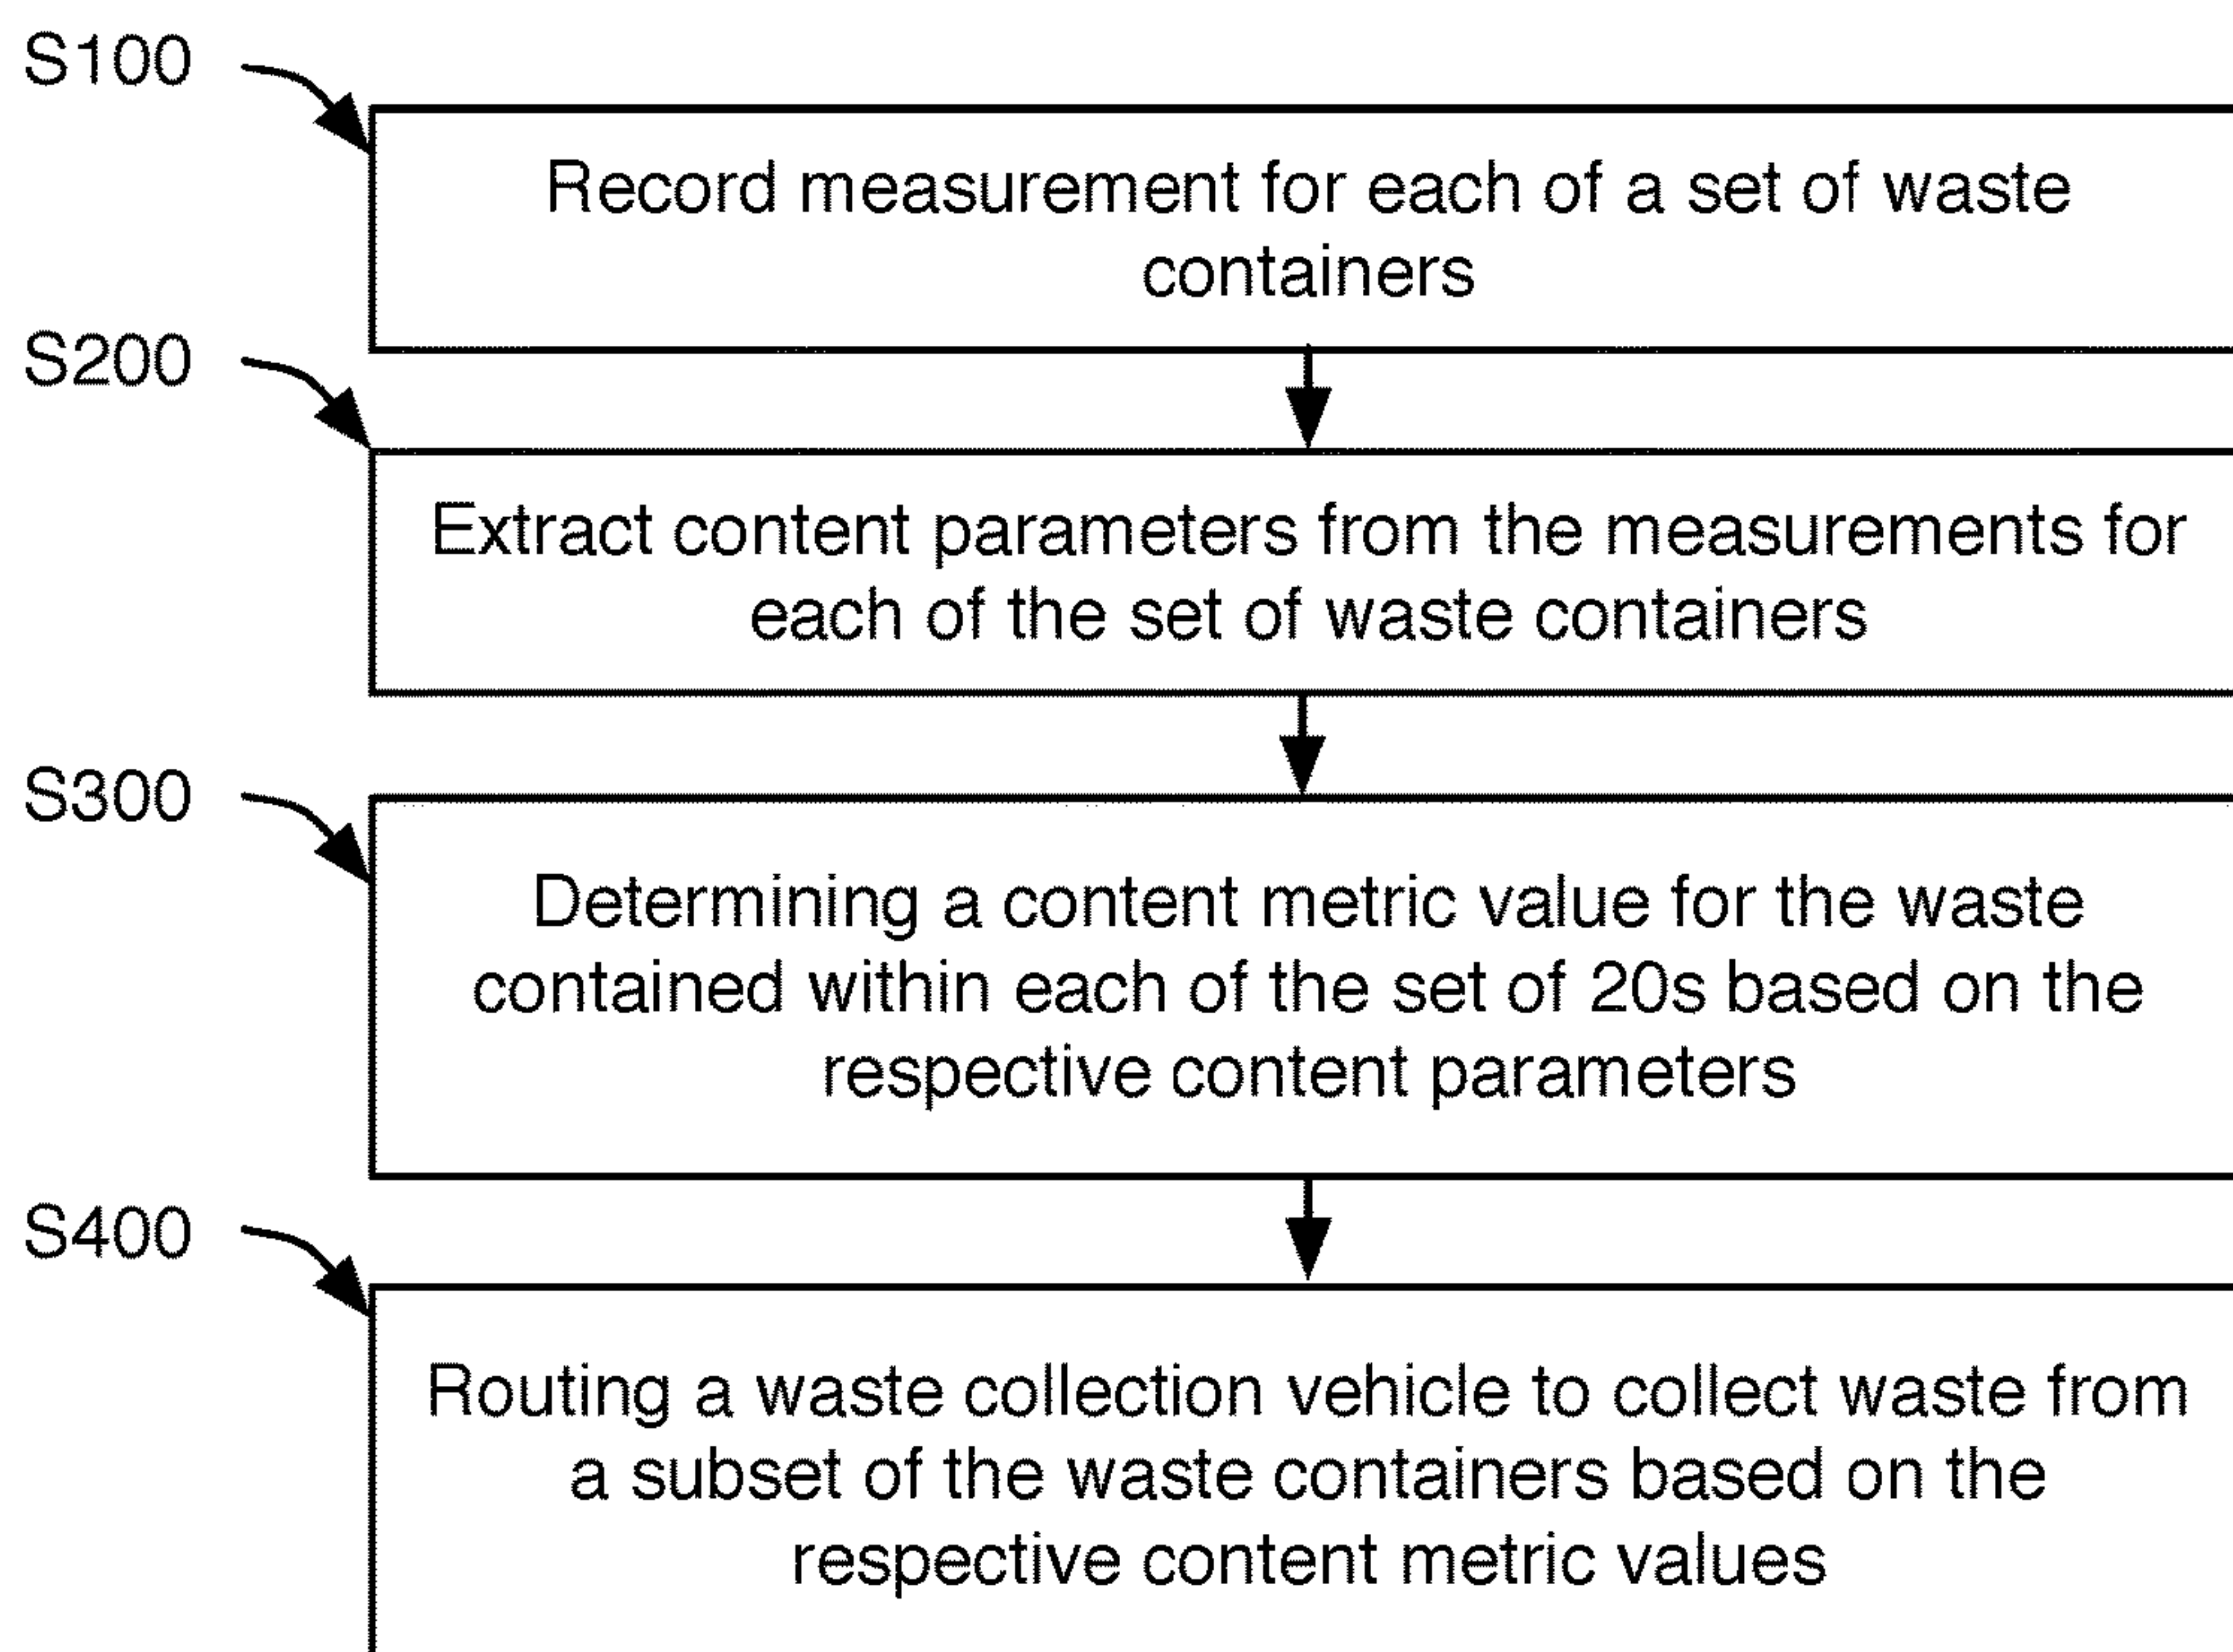 S100
Record measurement for each of a set of waste
containers
S200
Extract content parameters from the measurements for
each of the set of waste containers
S300
Determining a content metric value for the waste
contained within each of the set of 20s based on the
respective content parameters
S400
Routing a waste collection vehicle to collect waste from
a subset of the waste containers based on the
respective content metric values